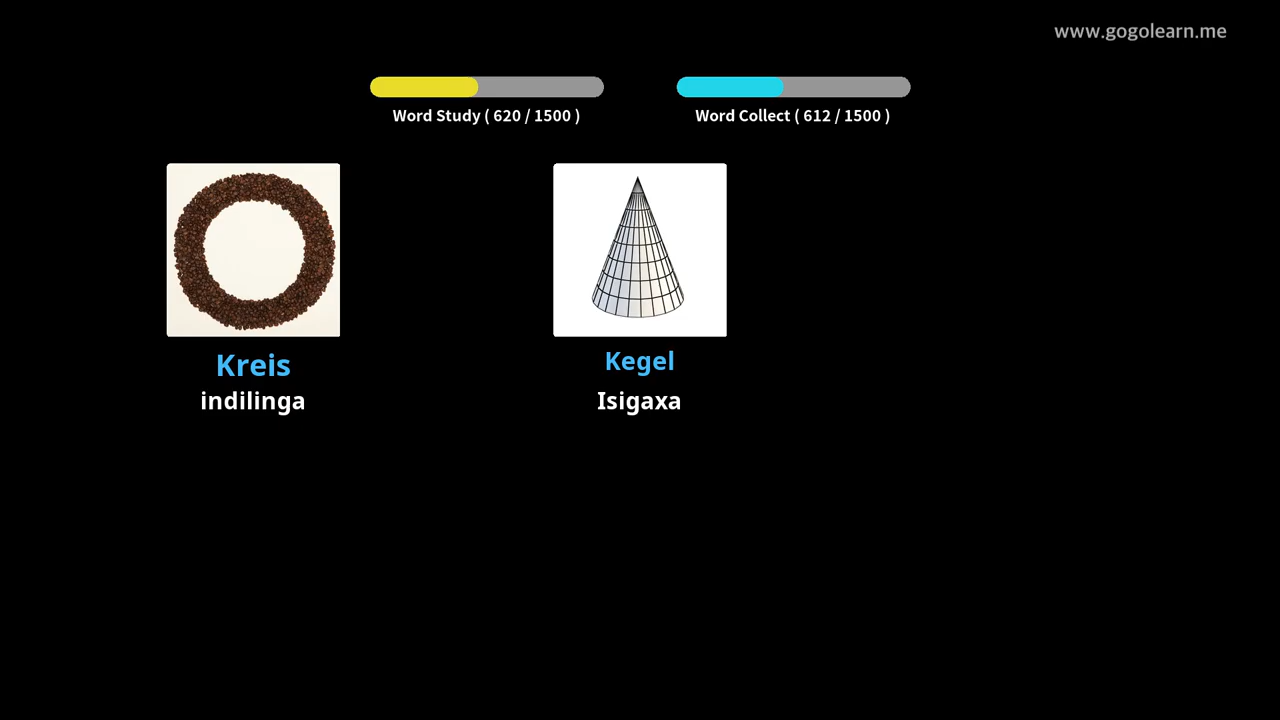 www.gogolearn.me
Word Study ( 620 / 1500 )
Word Collect ( 612 / 1500 )
Kreis
indilinga
Kegel
Isigaxa